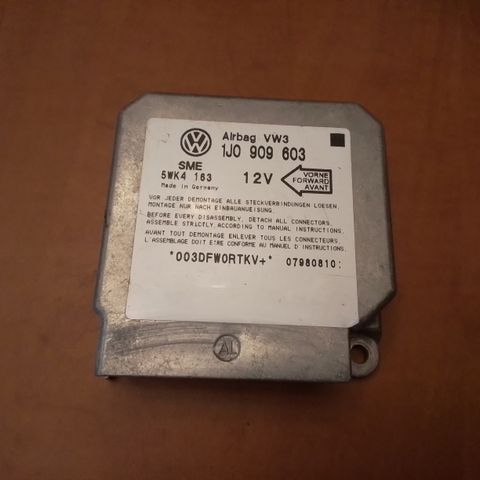 Airbag VW3
1J0 909 603
SME
5WK4 183
12V
VORNE
FORWARD
AVANT
Made in Germany
VOR JEDER DEMONTAGE ALLE STECKVERBINDUNGEN LOESEN,
MONTAGE NUR NACH EINBAUANWEISUNG.
BEFORE EVERY DISASSEMBLY, DETACH ALL CONNECTORS.
ASSEMBLE STRICTLY ACCORDING TO MANUAL INSTRUCTIONS.
AVANT TOUT DEMONTAGE ENLEVER TOUS LES CONNECTEURS.
L ASSEMBLAGE DOIT ETRE CONFORME AU MANUEL D INSTRUCTIONS.
*003DFW0RTKV+* 07980810:
AL